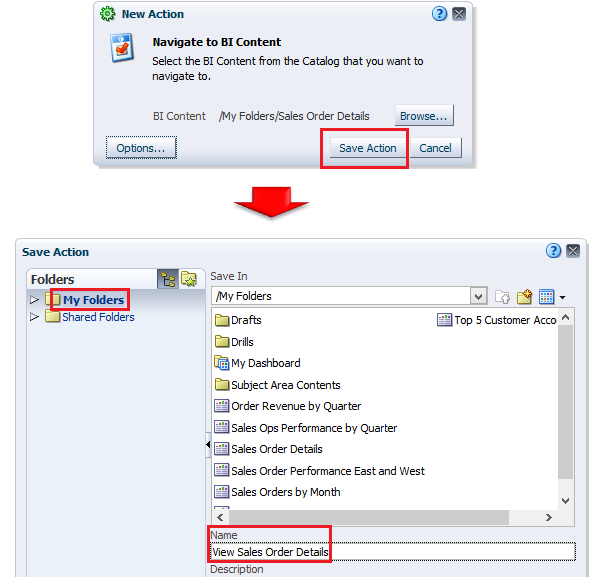 New Action
Navigate to BI Content
Select the BI Content from the Catalog that you want to
navigate to.
BI Content /My Folders/Sales Order Details Browse...
Options... Save Action Cancel
Save Action
Folders
My Folders
Shared Folders
Save In
/My Folders
Drafts
Drills
My Dashboard
Subject Area Contents
Order Revenue by Quarter
Sales Ops Performance by Quarter
Sales Order Details
Sales Order Performance East and West
Sales Orders by Month
Top 5 Customer Acco
Name
View Sales Order Details
Description